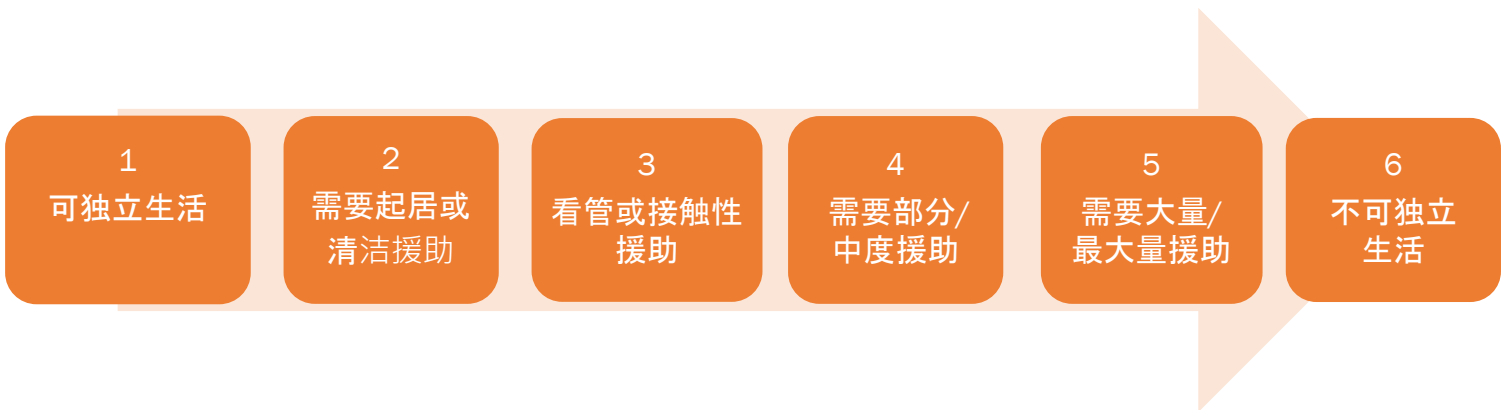 1
可独立生活
2
需要起居或
清洁援助
3
看管或接触性
援助
4
需要部分/
中度援助
5
需要大量/
最大量援助
6
不可独立
生活